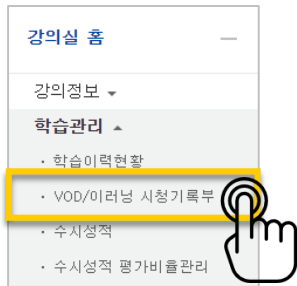 강의실 홈
강의정보
학습관리
· 학습이력현황
· VOD/이러닝 시청기록부
· 수시성적
· 수시성적 평가비율관리